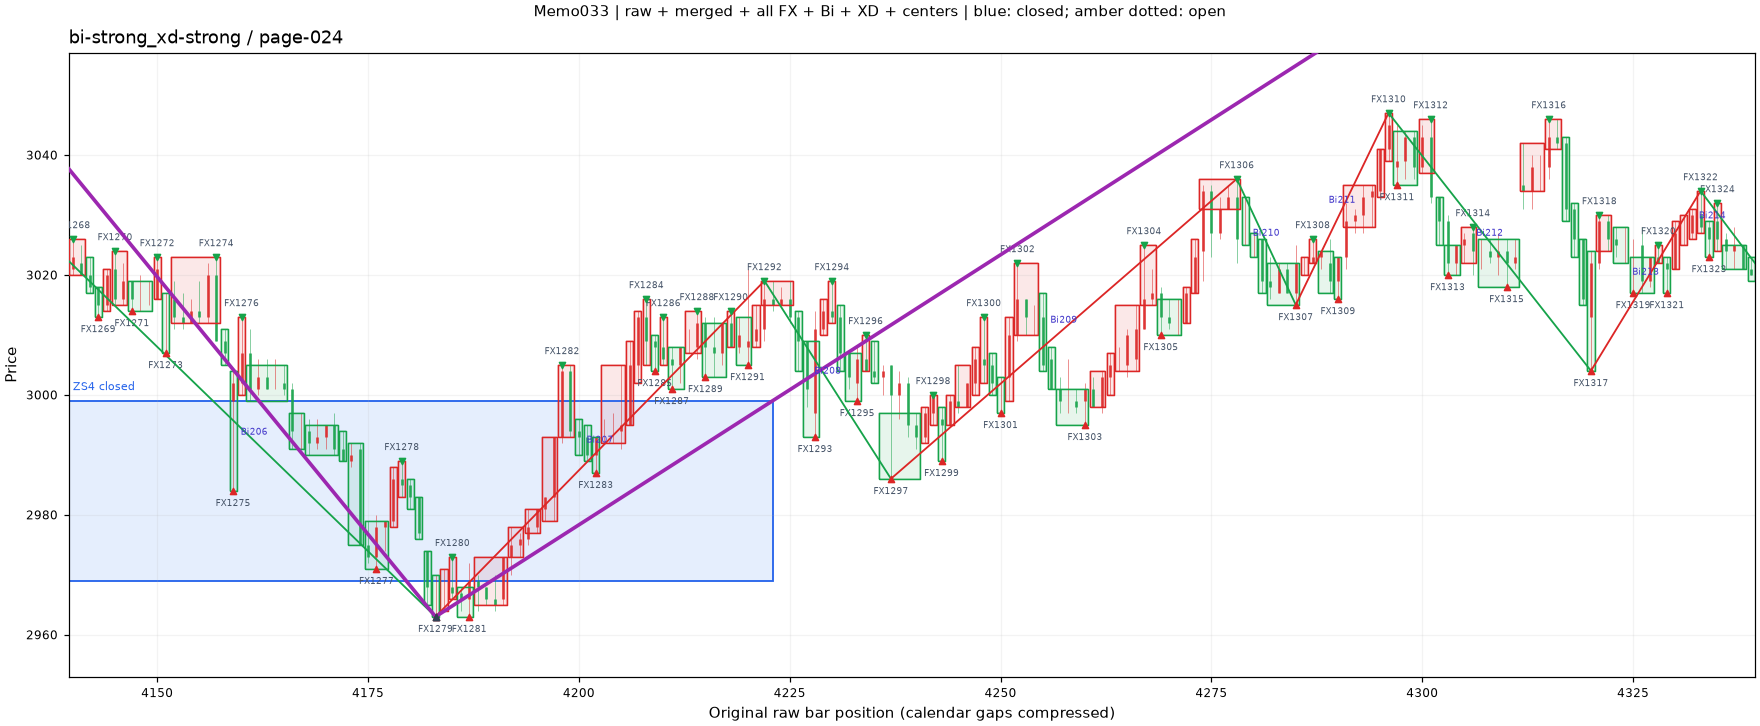 Memo033 | raw + merged + all FX + Bi + XD + centers | blue: closed; amber dotted: open
bi-strong_xd-strong / page-024
Price
3040
3020
3000
2980
2960
4150
4175
4200
4225
4250
4275
4300
4325
Original raw bar position (calendar gaps compressed)
ZS4 closed
FX1269
FX1271
FX1272
FX1273
FX1274
FX1275
FX1276
Bi206
FX1277
FX1278
FX1279
FX1280
FX1281
FX1282
FX1283
FX1284
FX1287
FX1288
FX1289
FX1290
FX1291
FX1292
FX1293
FX1294
FX1295
FX1296
FX1297
FX1298
FX1299
FX1300
FX1301
FX1303
Bi209
FX1304
FX1305
FX1306
Bi210
FX1307
FX1308
FX1309
Bi211
FX1310
FX1311
FX1312
FX1313
FX1314
Bi212
FX1315
FX1316
FX1317
FX1318
FX1319
FX1320
FX1321
Bi213
FX1322
FX1323
FX1324
Bi214